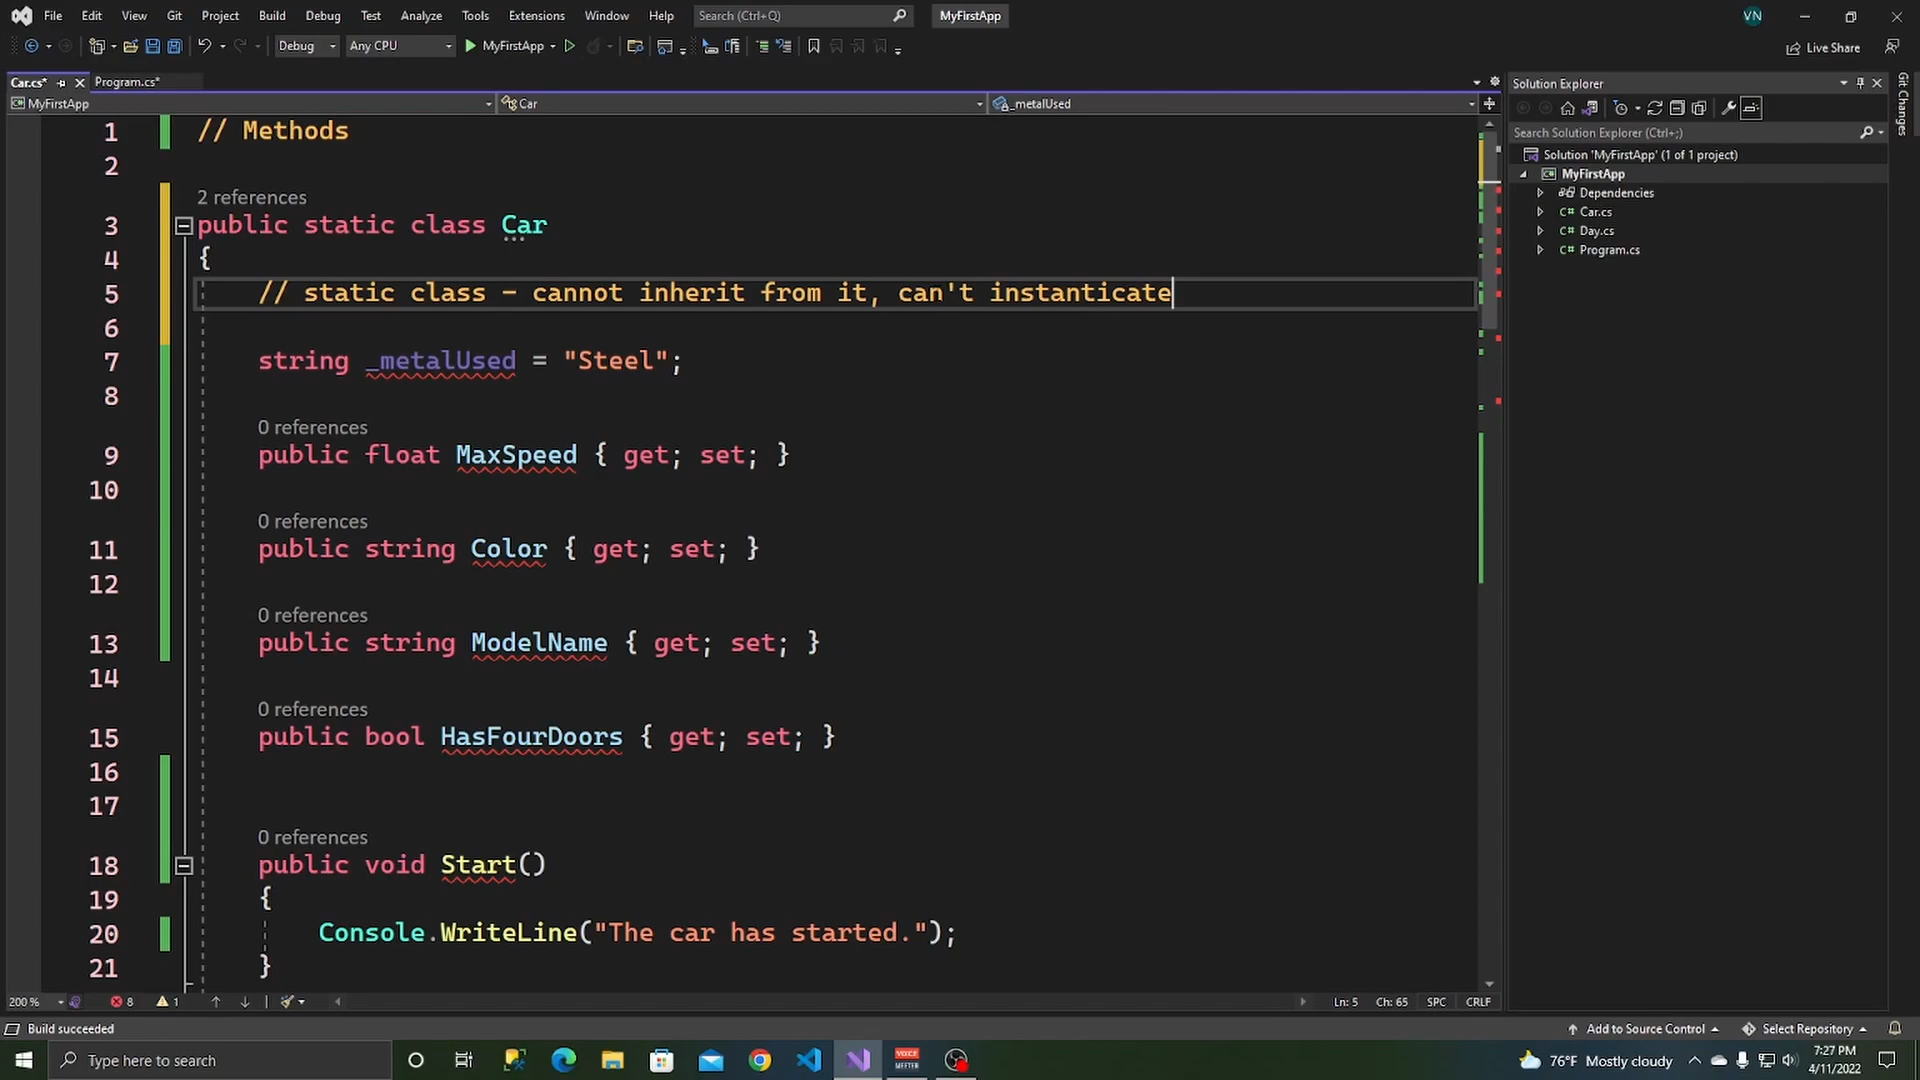 File Edit View Git Project Build Debug Test Analyze Tools Extensions Window Help Search (Ctrl+Q) MyFirstApp VN
Debug Any CPU MyFirstApp Live Share
Car.cs* Program.cs*
MyFirstApp Car _metalUsed
1 // Methods
2
2 references
3 public static class Car
4 {
5 // static class - cannot inherit from it, can't instanticate
6
7 string _metalUsed = "Steel";
8
0 references
9 public float MaxSpeed { get; set; }
10
0 references
11 public string Color { get; set; }
12
0 references
13 public string ModelName { get; set; }
14
0 references
15 public bool HasFourDoors { get; set; }
16
17
0 references
18 public void Start()
19 {
20 Console.WriteLine("The car has started.");
21 }
200 % 8 1 Ln: 5 Ch: 65 SPC CRLF
Solution Explorer
Search Solution Explorer (Ctrl+;)
Solution 'MyFirstApp' (1 of 1 project)
MyFirstApp
Dependencies
C# Car.cs
C# Day.cs
C# Program.cs
Git Changes
Build succeeded Add to Source Control Select Repository
Type here to search VOICE MEETER 76°F Mostly cloudy 7:27 PM
4/11/2022